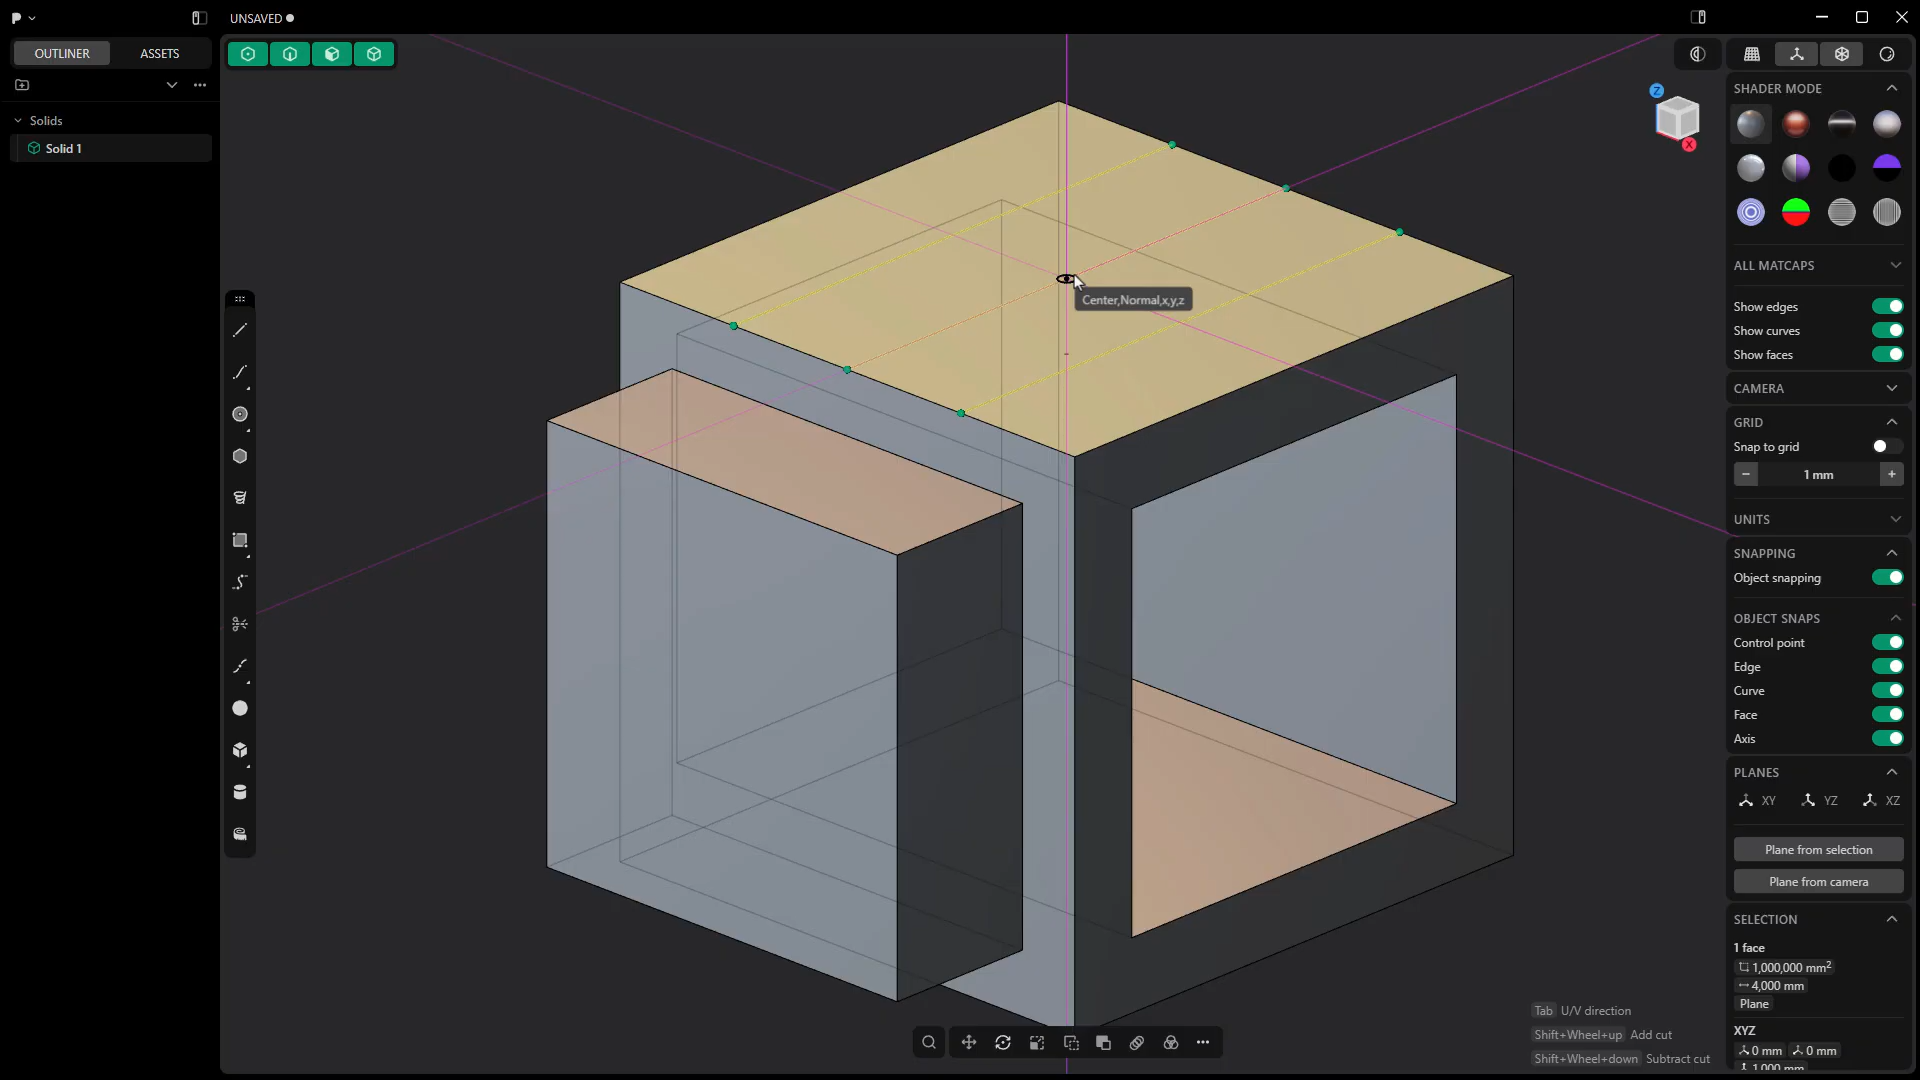 UNSAVED
OUTLINER
ASSETS
Solids
Solid 1
Z
X
Center,Normal,x,y,z
SHADER MODE
ALL MATCAPS
Show edges
Show curves
Show faces
CAMERA
GRID
Snap to grid
− 1 mm +
UNITS
SNAPPING
Object snapping
OBJECT SNAPS
Control point
Edge
Curve
Face
Axis
PLANES
XY YZ XZ
Plane from selection
Plane from camera
SELECTION
1 face
1,000,000 mm²
4,000 mm
Plane
XYZ
0 mm 0 mm
1,000 mm
Tab U/V direction
Shift+Wheel+up Add cut
Shift+Wheel+down Subtract cut